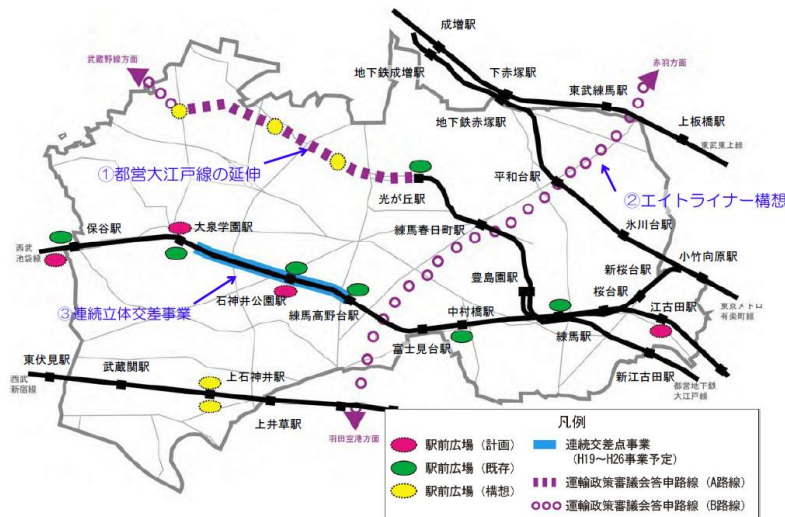 成増駅
武蔵野線方面
地下鉄成増駅
下赤塚駅
赤羽方面
東武練馬駅
地下鉄赤塚駅
上板橋駅
東武東上線
①都営大江戸線の延伸
平和台駅
②エイトライナー構想
光が丘駅
保谷駅
大泉学園駅
練馬春日町駅
氷川台駅
西武
池袋線
小竹向原駅
新桜台駅
豊島園駅
③連続立体交差事業
石神井公園駅
練馬高野台駅
中村橋駅
桜台駅
江古田駅
東京メトロ
有楽町線
富士見台駅
練馬駅
東伏見駅
武蔵関駅
上石神井駅
新江古田駅
西武
新宿線
都営地下鉄
大江戸線
上井草駅
羽田空港方面
凡例
駅前広場（計画）
連続交差点事業
（H19～H26事業予定）
駅前広場（既存）
運輸政策審議会答申路線（A路線）
駅前広場（構想）
運輸政策審議会答申路線（B路線）